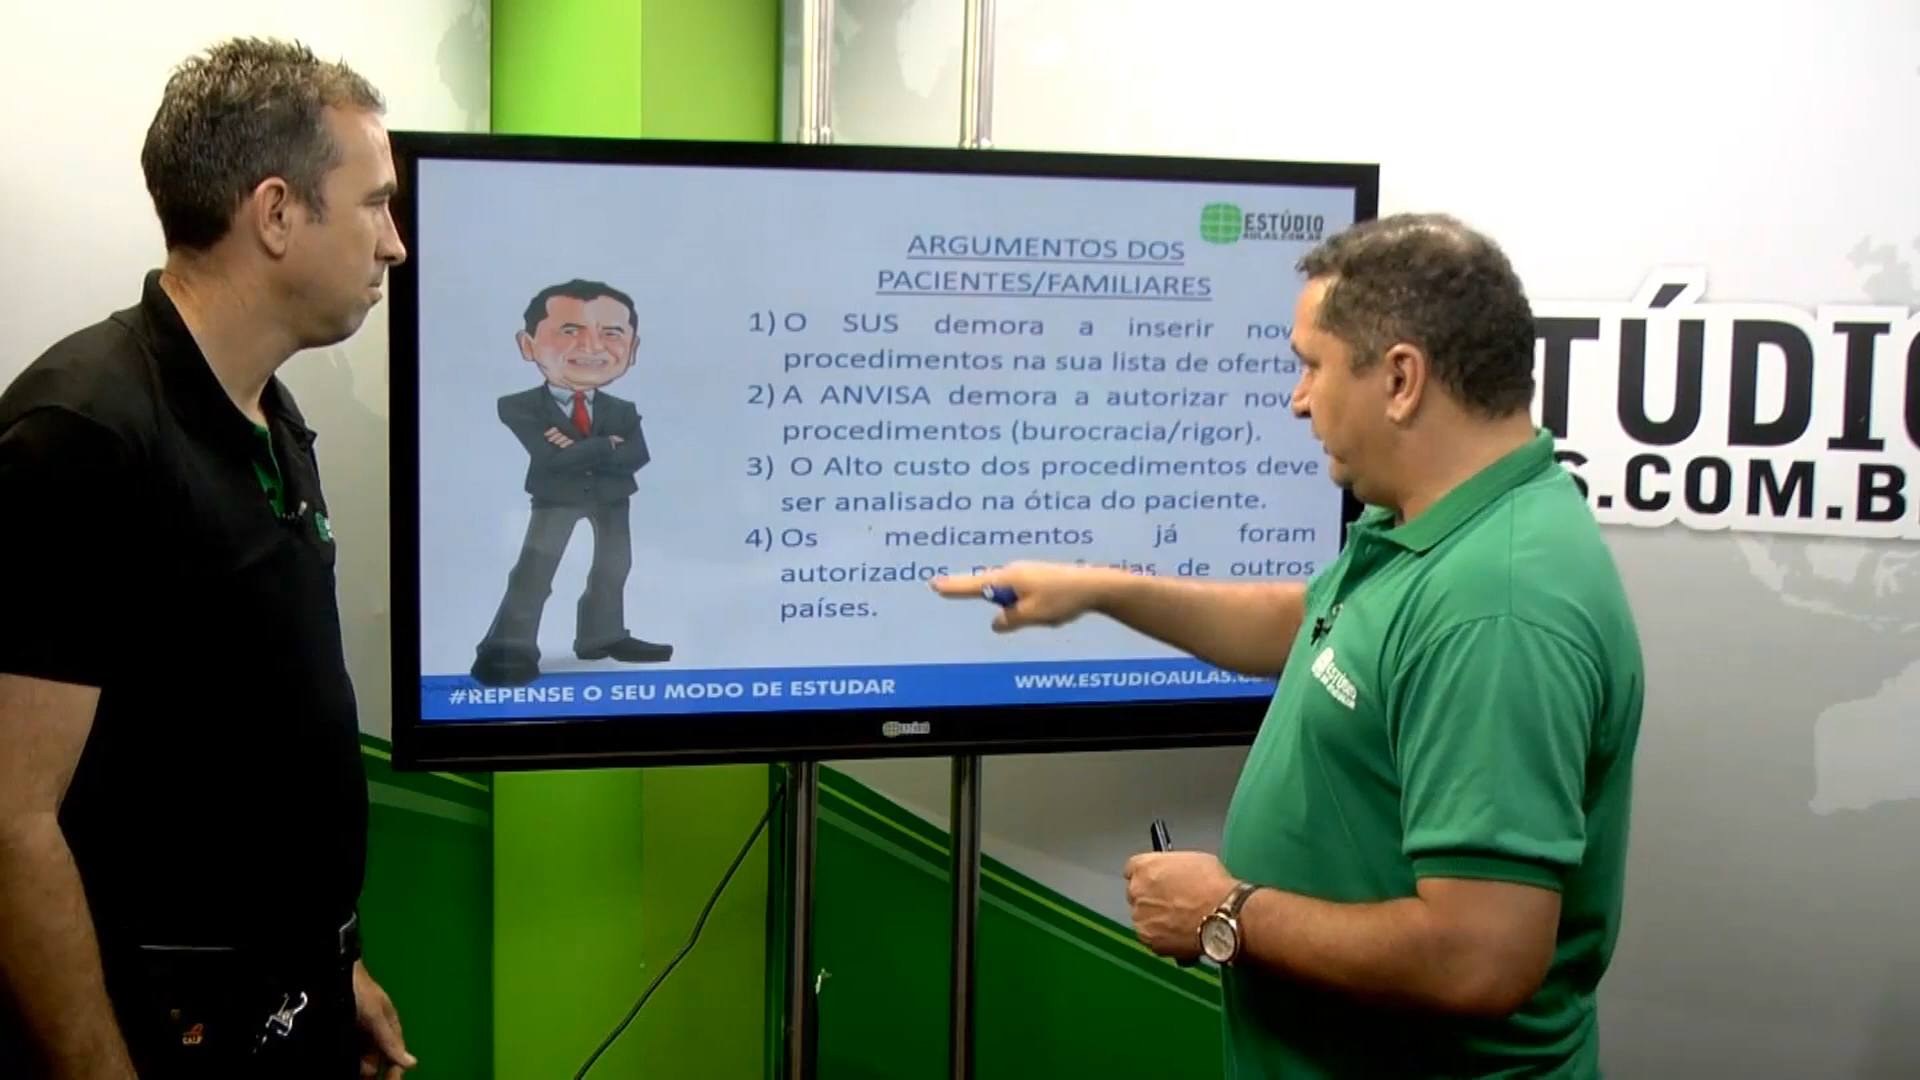 ESTÚDIO
AULAS.COM.BR
ARGUMENTOS DOS
PACIENTES/FAMILIARES
1) O SUS demora a inserir
procedimentos na sua lista de
2) A ANVISA demora a autorizar
procedimentos (burocracia/rigor).
3) O Alto custo dos procedimentos deve
ser analisado na ótica do paciente.
4) Os medicamentos já foram
autorizados de outros
países.
#REPENSE O SEU MODO DE ESTUDAR
WWW.ESTUDIOAULAS.
TÚDIO
S.COM.B
ESTÚDIO